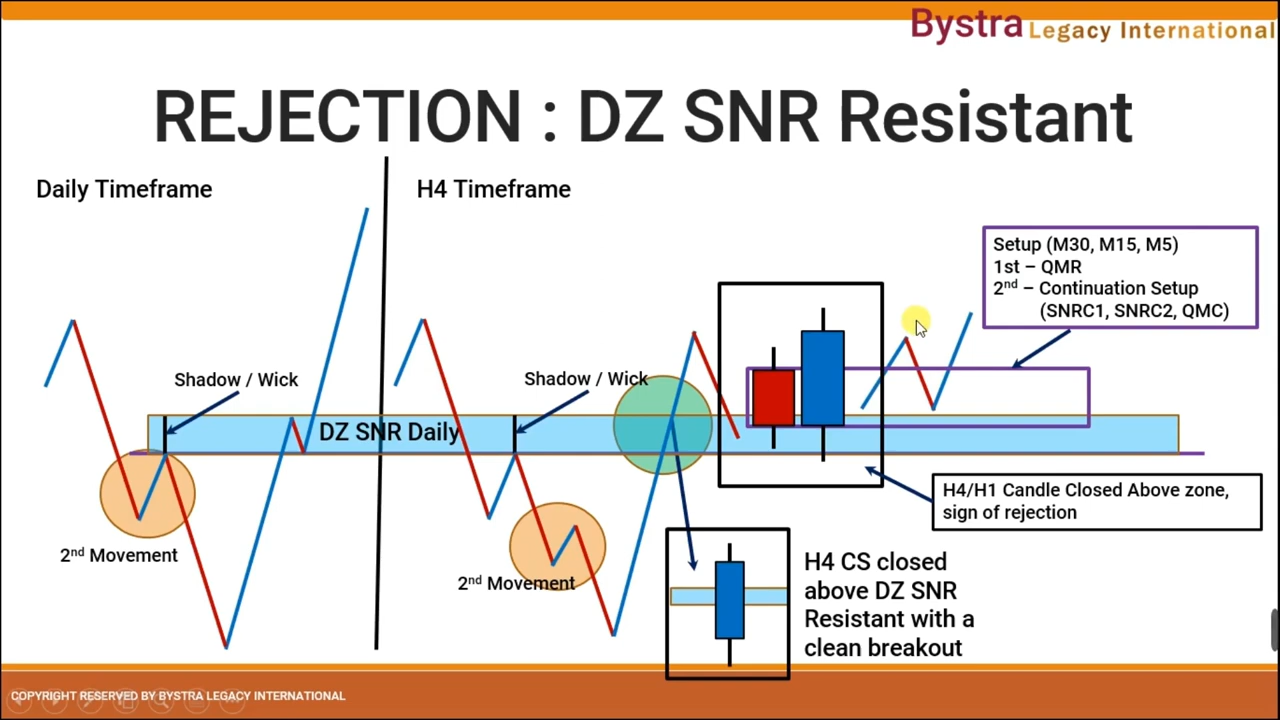 Bystra Legacy International
REJECTION : DZ SNR Resistant
Daily Timeframe
H4 Timeframe
Setup (M30, M15, M5)
1st – QMR
2nd – Continuation Setup
(SNRC1, SNRC2, QMC)
Shadow / Wick
Shadow / Wick
DZ SNR Daily
H4/H1 Candle Closed Above zone,
sign of rejection
2nd Movement
2nd Movement
H4 CS closed
above DZ SNR
Resistant with a
clean breakout
COPYRIGHT RESERVED BY BYSTRA LEGACY INTERNATIONAL